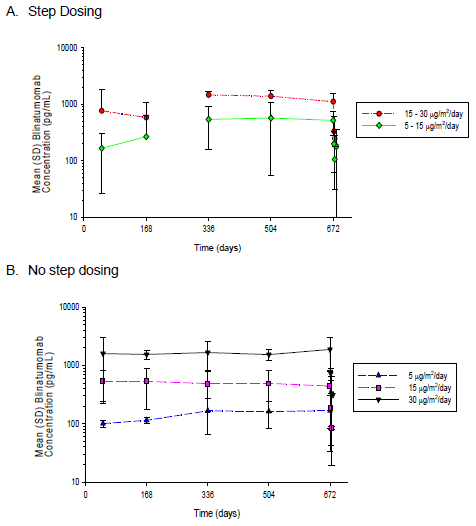 A. Step Dosing
Mean (SD) Blinatumomab
Concentration (pg/mL)
10000
1000
100
10
0
168
336
504
672
Time (days)
15 - 30 µg/m²/day
5 - 15 µg/m²/day
B. No step dosing
Mean (SD) Blinatumomab
Concentration (pg/mL)
10000
1000
100
10
0
168
336
504
672
Time (days)
5 µg/m²/day
15 µg/m²/day
30 µg/m²/day